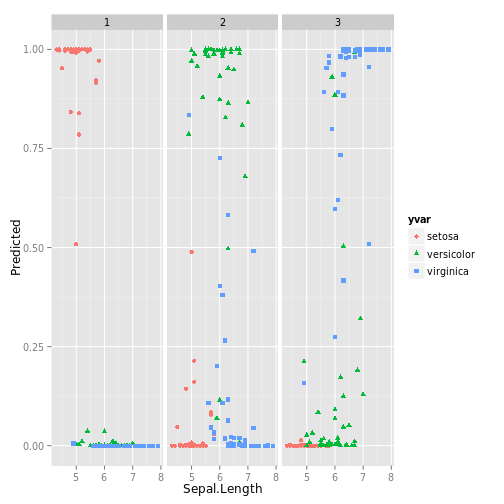 1 2 3
1.00
0.75
0.50
0.25
0.00
Predicted
5 6 7 8 5 6 7 8 5 6 7 8
Sepal.Length
yvar
setosa
versicolor
virginica